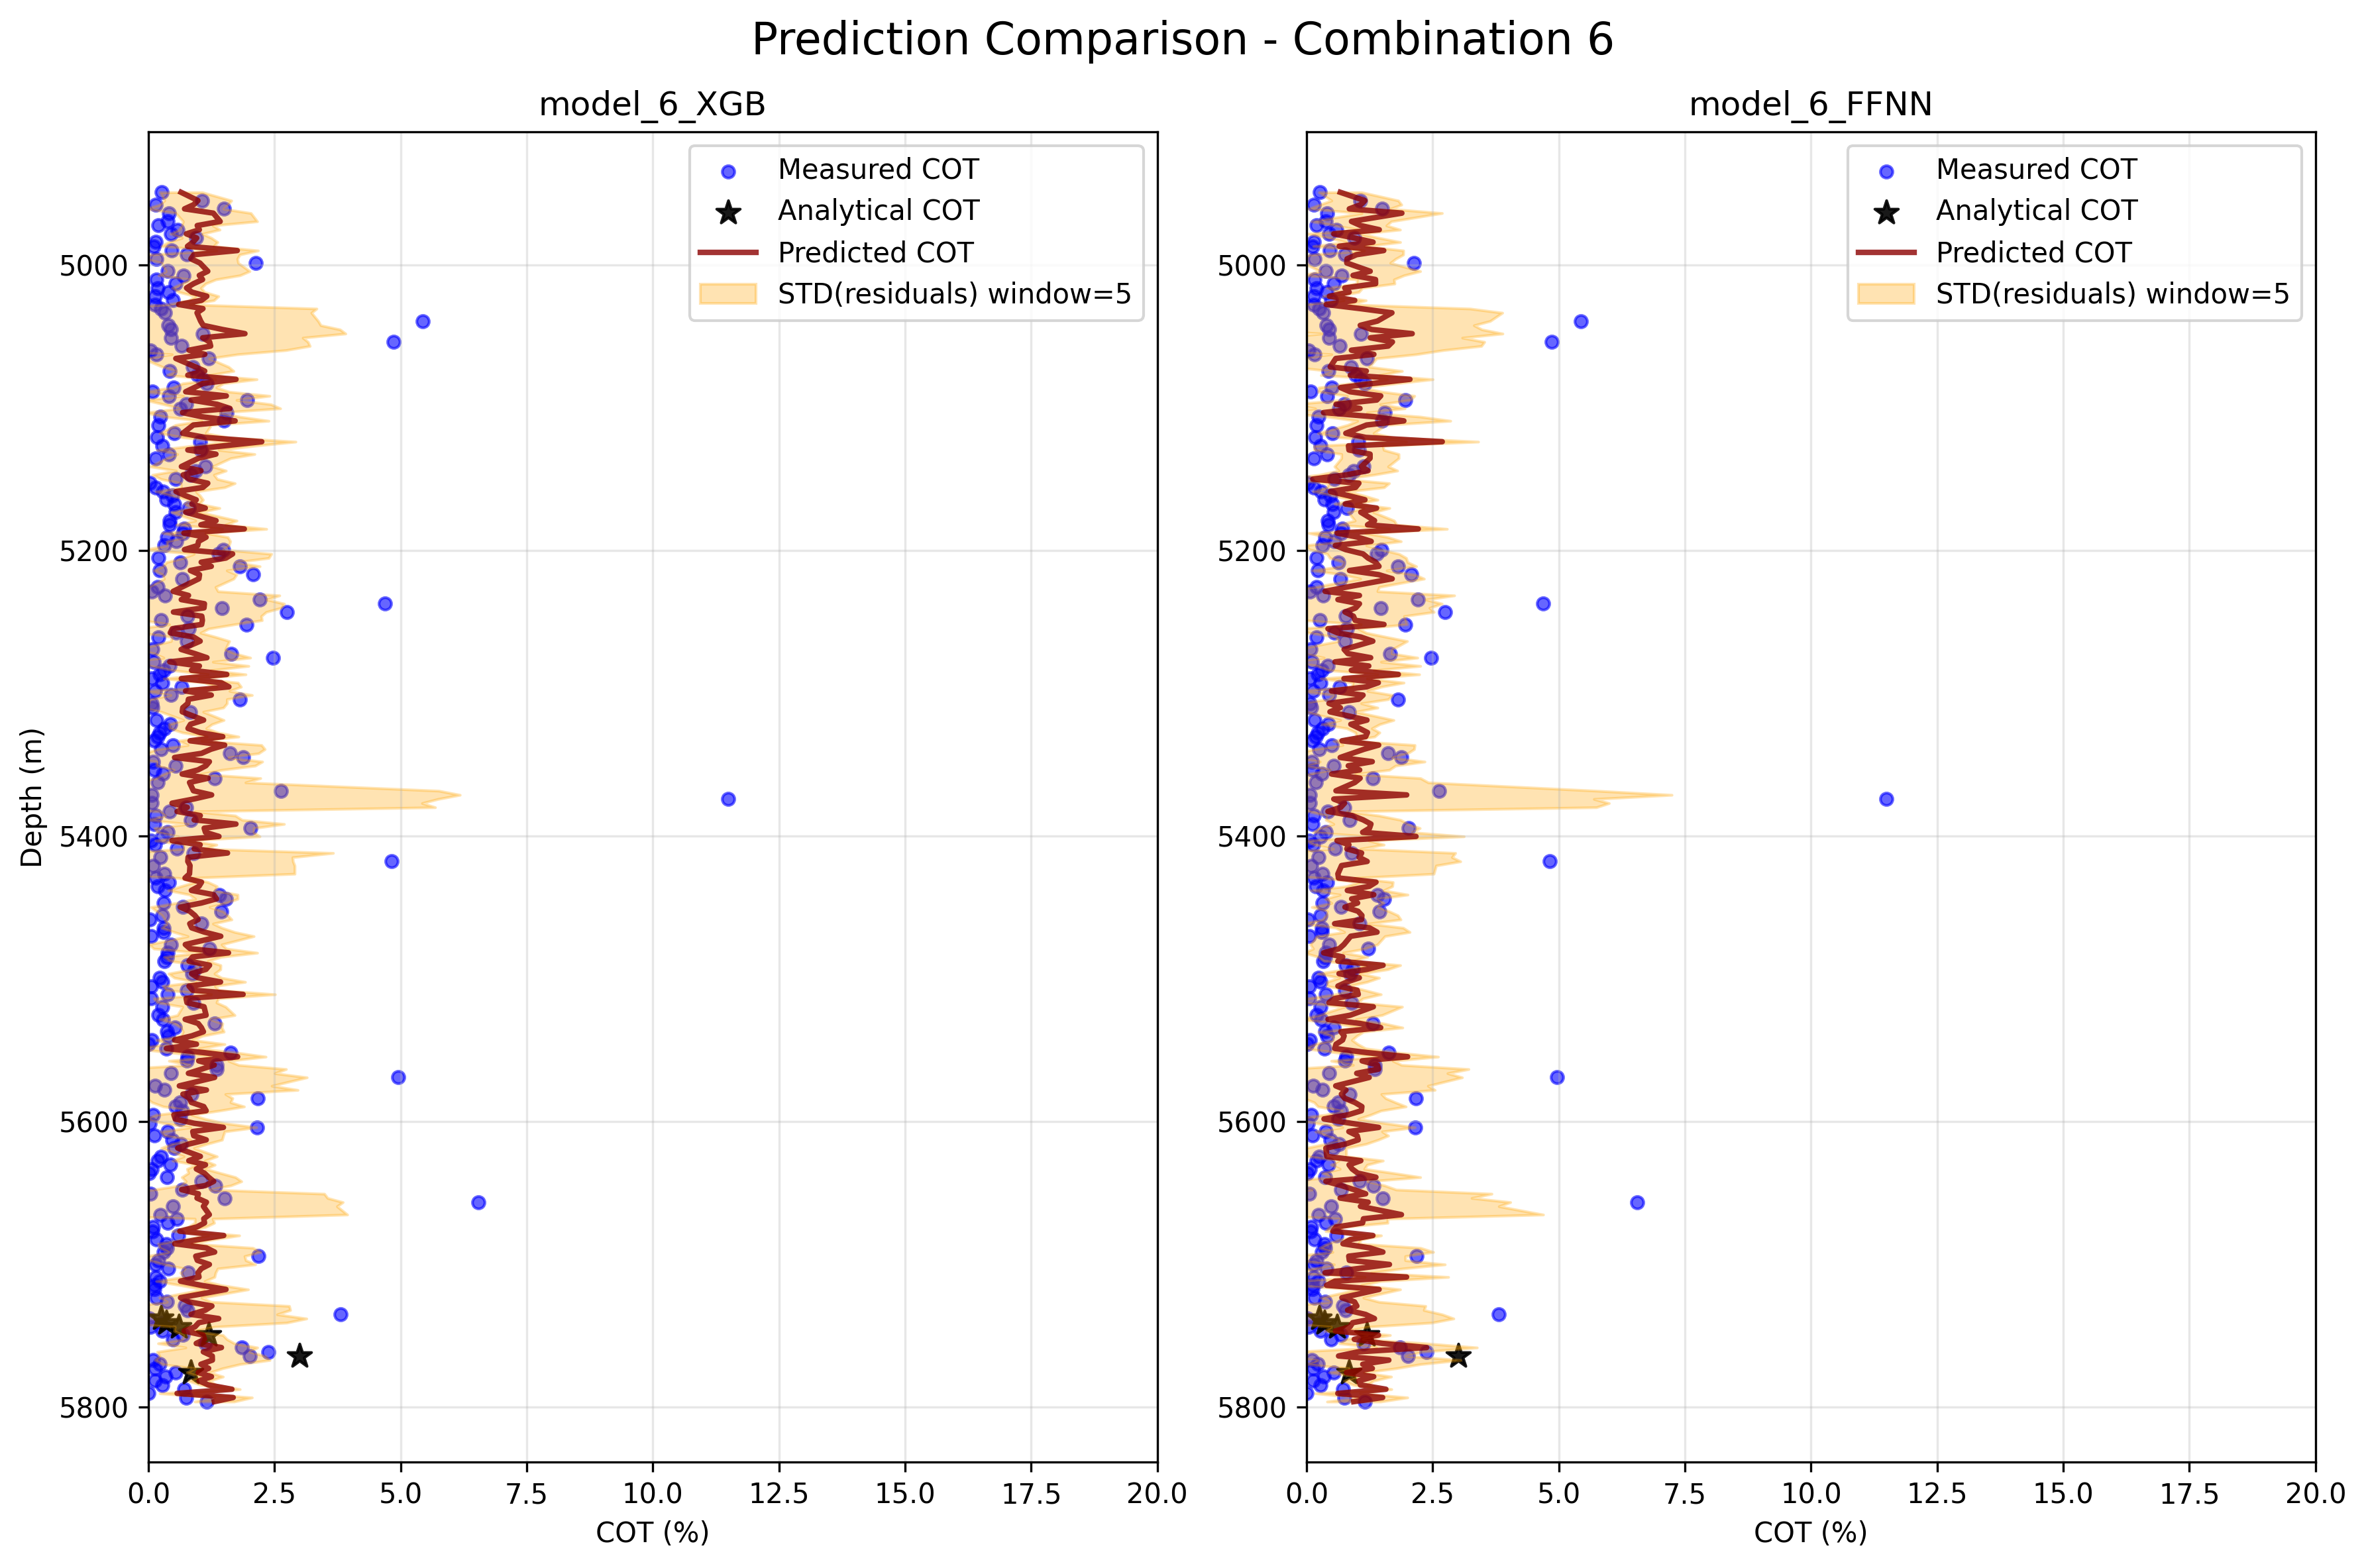 Prediction Comparison - Combination 6
model_6_XGB
Measured COT
Analytical COT
Predicted COT
STD(residuals) window=5
5000
5200
5400
5600
5800
Depth (m)
0.0 2.5 5.0 7.5 10.0 12.5 15.0 17.5 20.0
COT (%)
model_6_FFNN
Measured COT
Analytical COT
Predicted COT
STD(residuals) window=5
5000
5200
5400
5600
5800
0.0 2.5 5.0 7.5 10.0 12.5 15.0 17.5 20.0
COT (%)